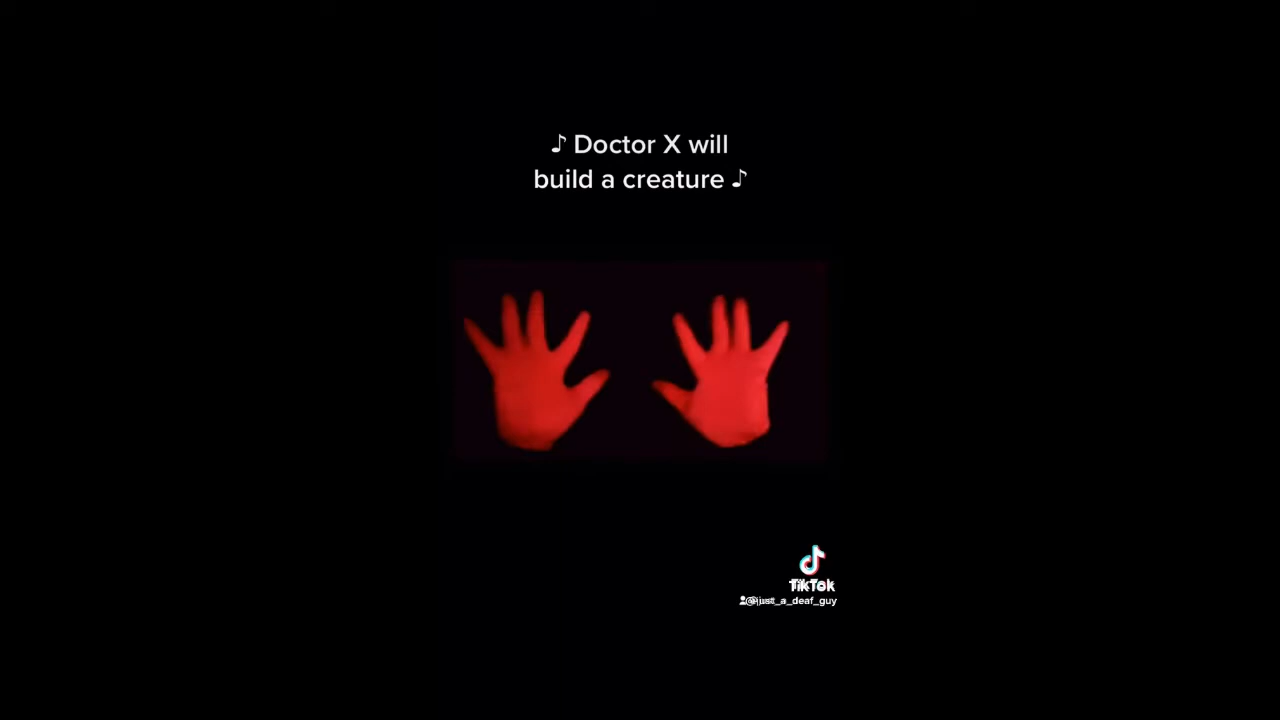 ♪ Doctor X will
build a creature ♪
TikTok
just_a_deaf_guy